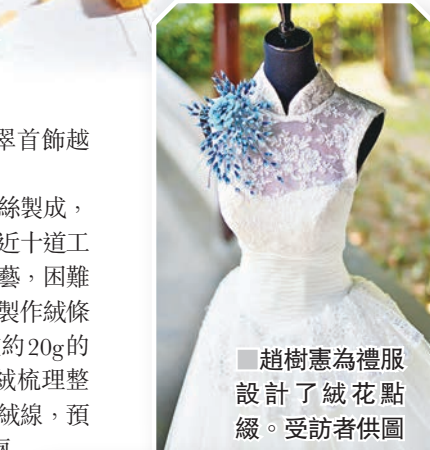 翠首飾越
絲製成，
近十道工
藝，困難
製作絨條
約20g的
絨梳理整
絨線，預
■趙樹憲為禮服
設計了絨花點
綴。受訪者供圖